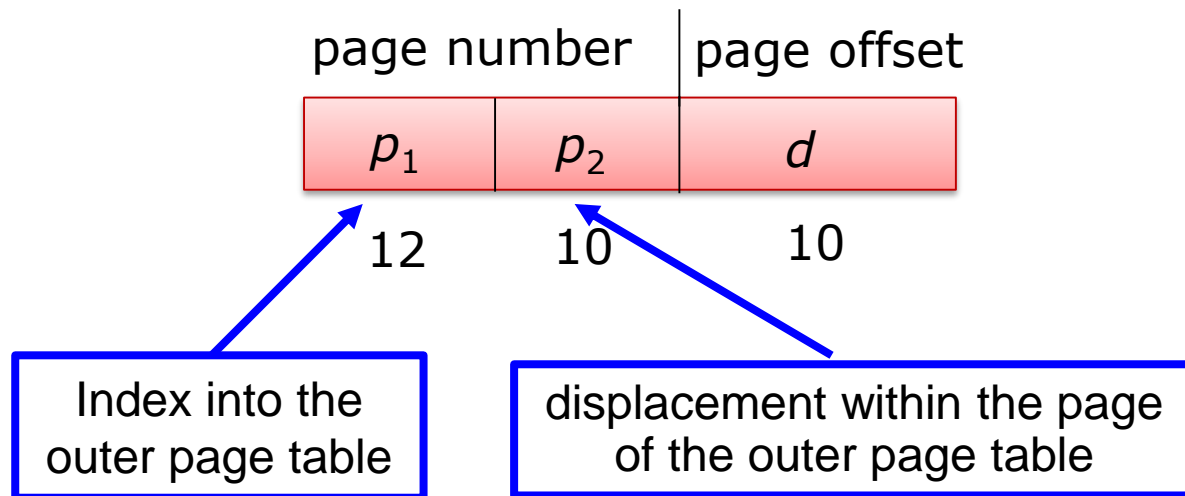 page number page offset
p₁ p₂ d
12 10 10
Index into the
outer page table
displacement within the page
of the outer page table